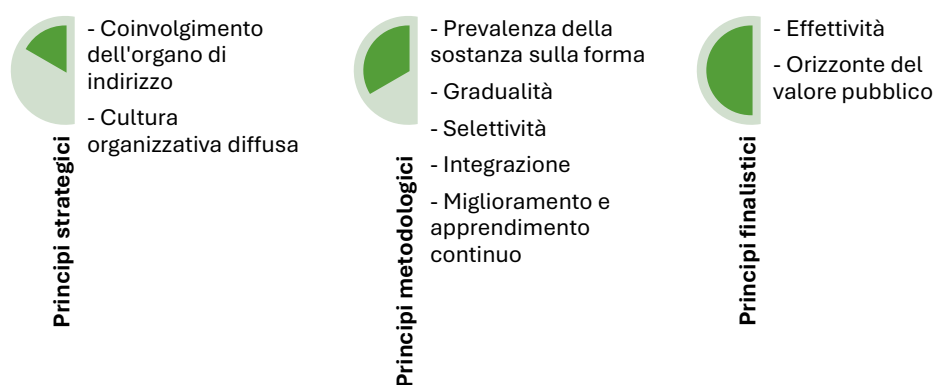 - Coinvolgimento
dell'organo di
indirizzo
- Cultura
organizzativa diffusa
Principi strategici
- Prevalenza della
sostanza sulla forma
- Gradualità
- Selettività
- Integrazione
- Miglioramento e
apprendimento
continuo
Principi metodologici
- Effettività
- Orizzonte del
valore pubblico
Principi finalistici